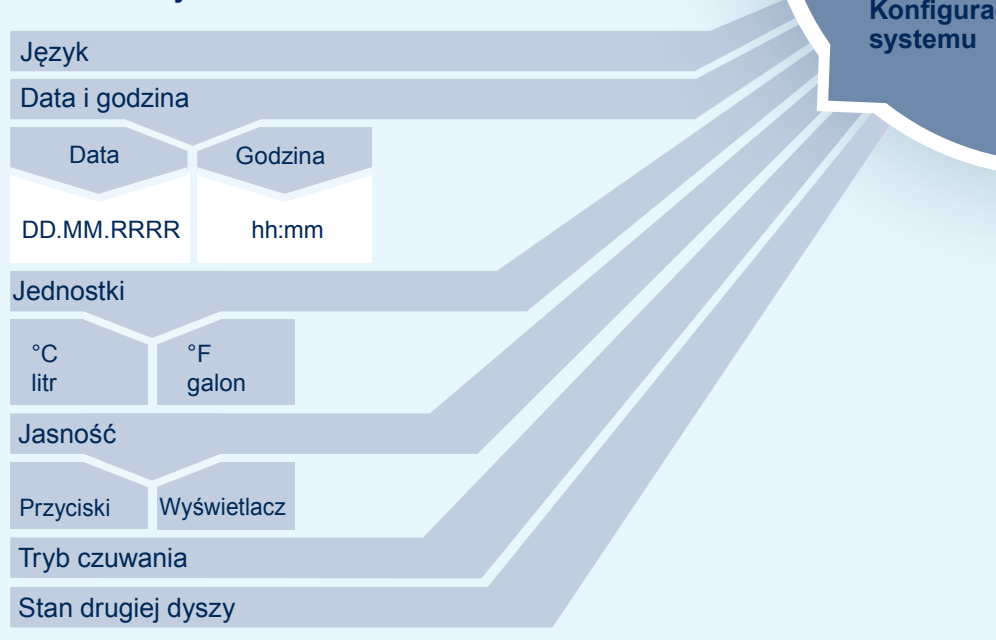 systemu
Język
Data i godzina
Data
Godzina
DD.MM.RRRR
hh:mm
Jednostki
°C
litr
°F
galon
Jasność
Przyciski
Wyświetlacz
Tryb czuwania
Stan drugiej dyszy